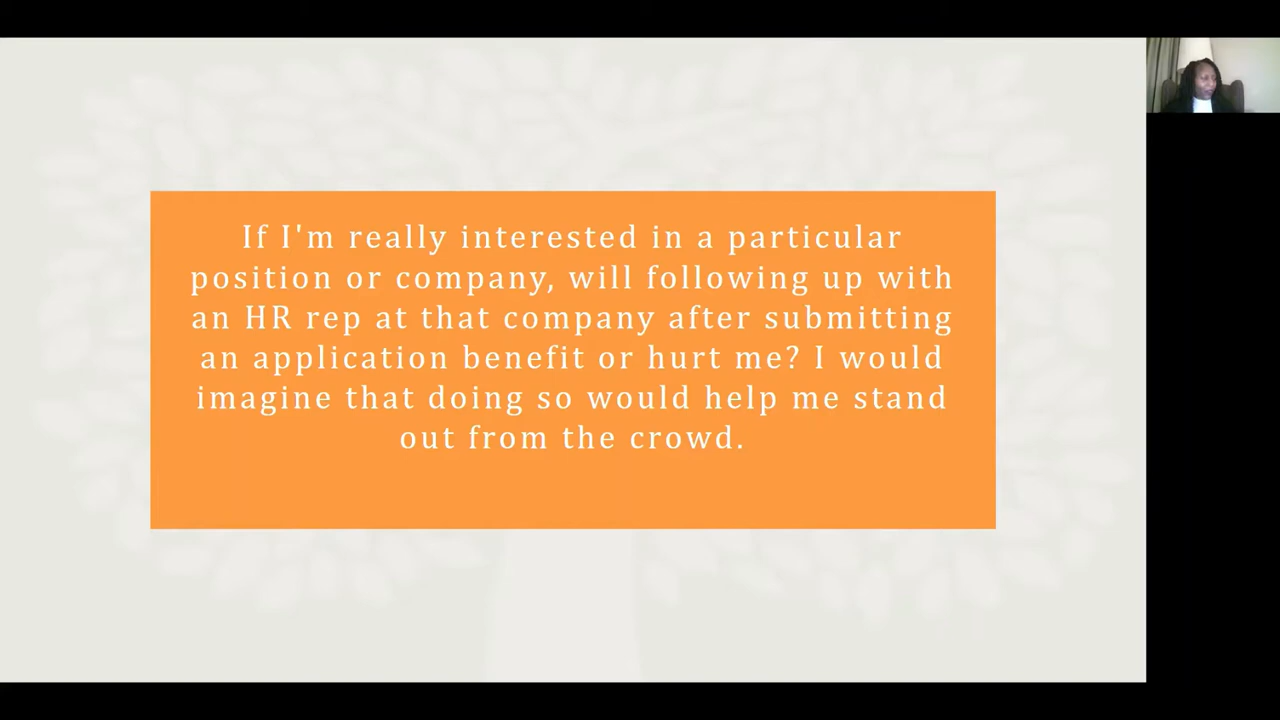 If I'm really interested in a particular
position or company, will following up with
an HR rep at that company after submitting
an application benefit or hurt me? I would
imagine that doing so would help me stand
out from the crowd.